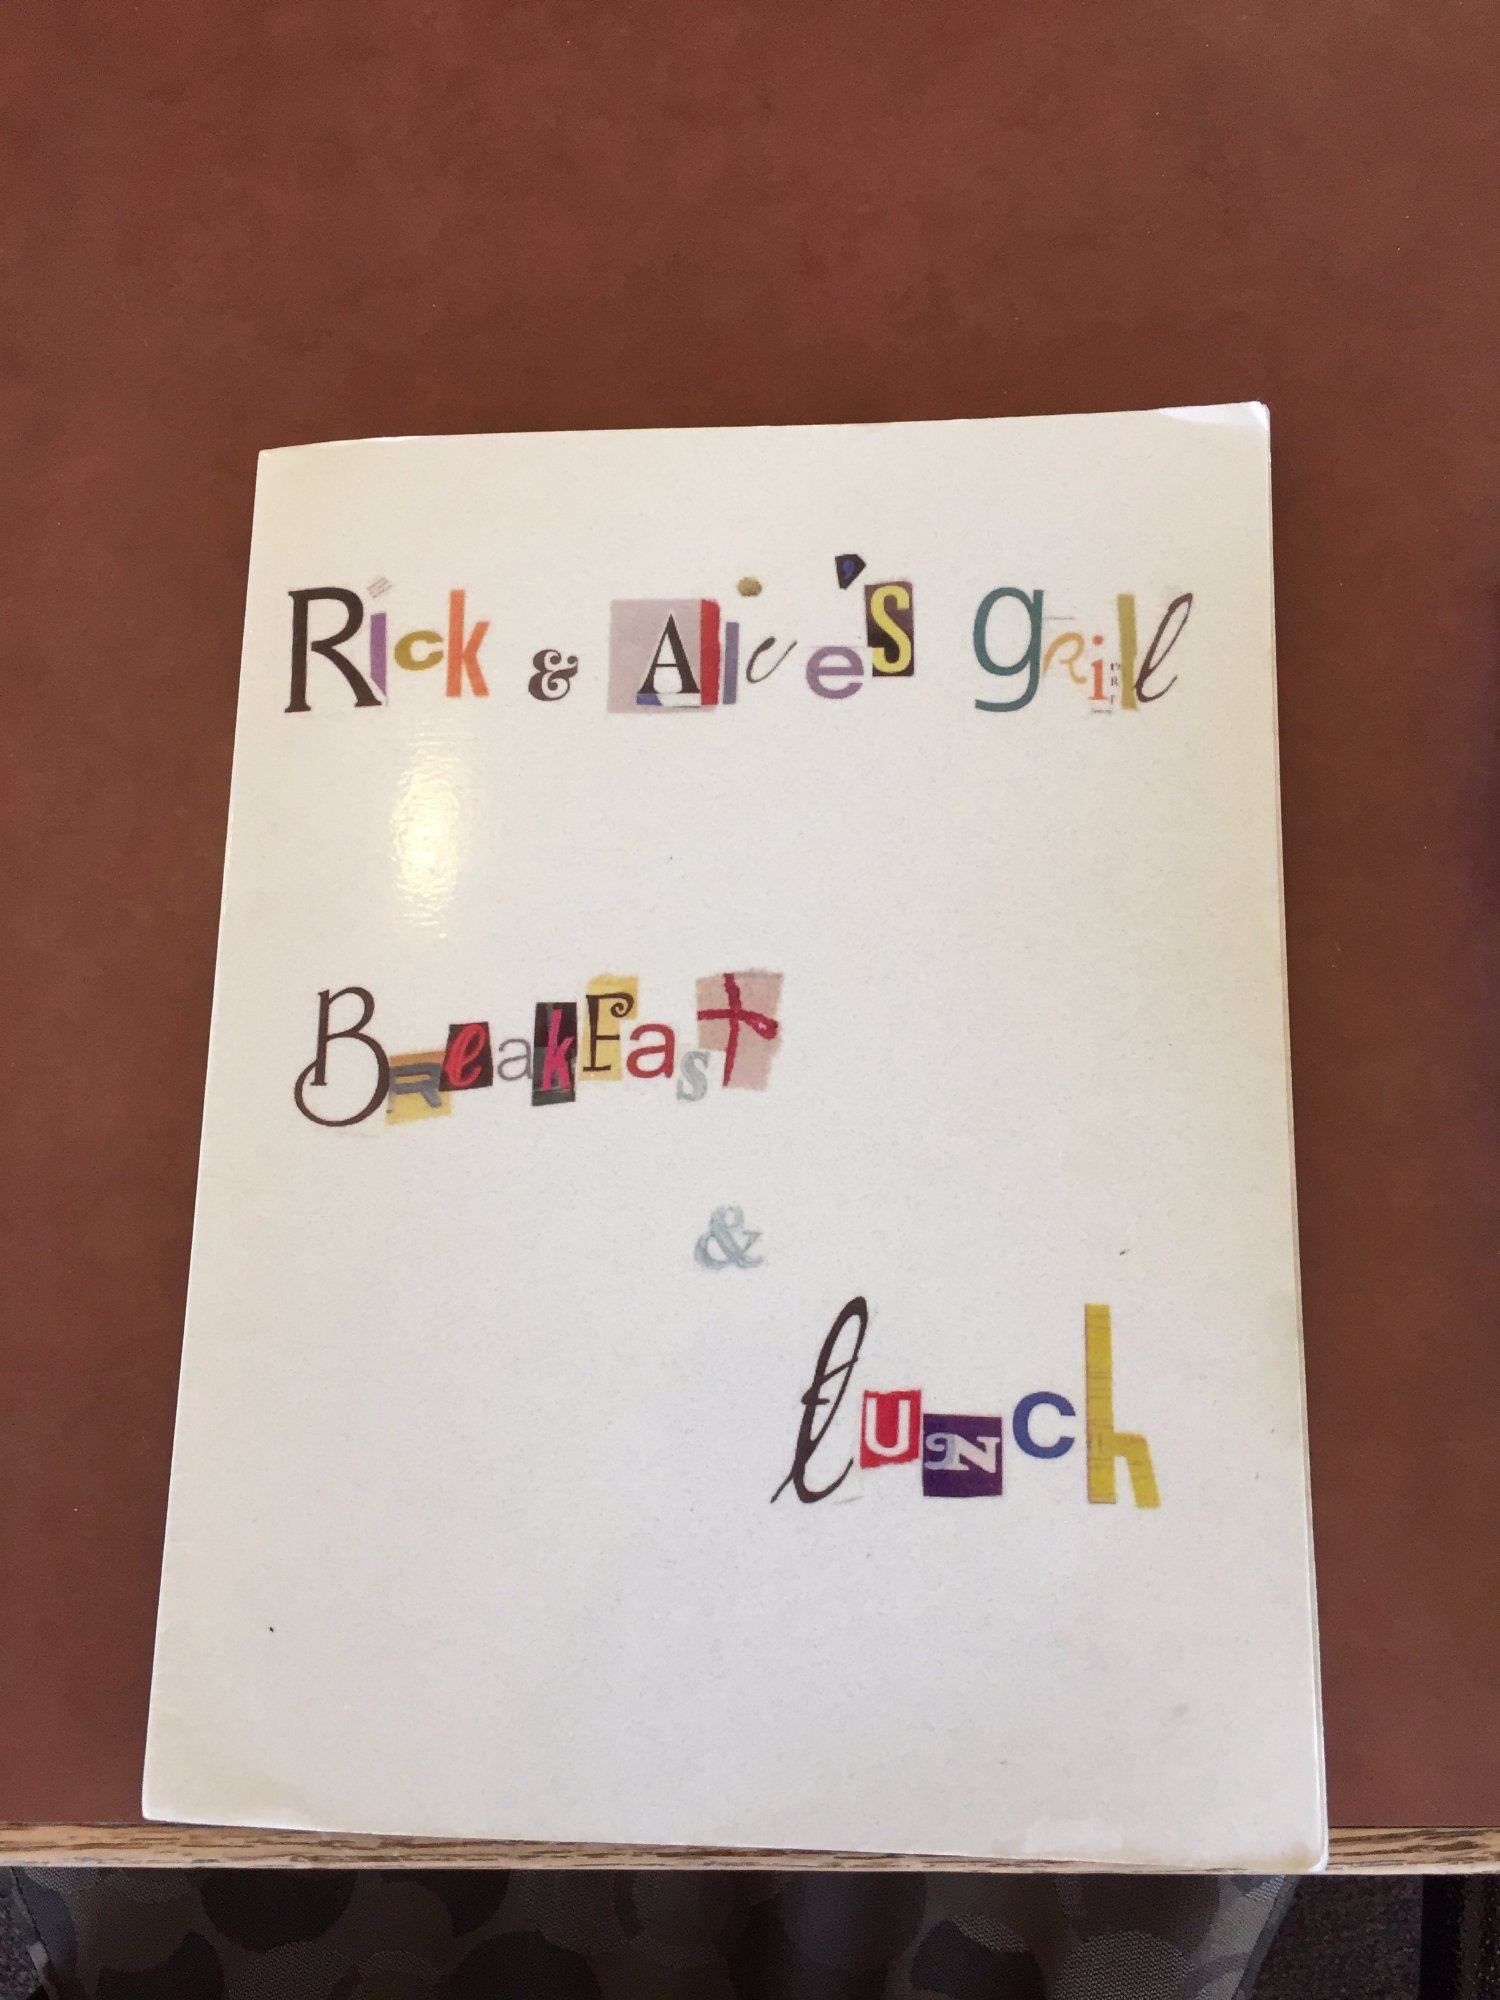 Rick & Alice's grill
BReakFast
&
lUNch